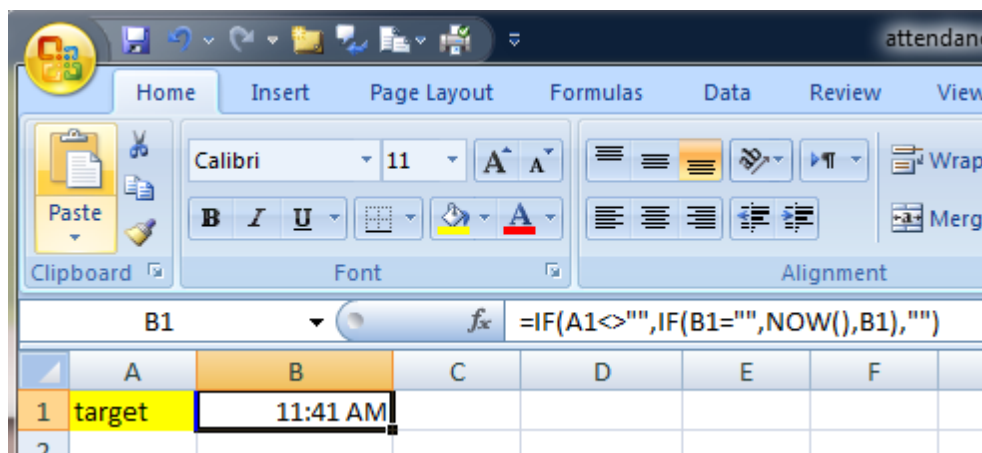 attendan
Home Insert Page Layout Formulas Data Review View
Calibri 11 A A Wrap
Paste B I U A Merg
Clipboard Font Alignment
B1 fx =IF(A1<>"",IF(B1="",NOW(),B1),"")
A B C D E F
1 target 11:41 AM
2